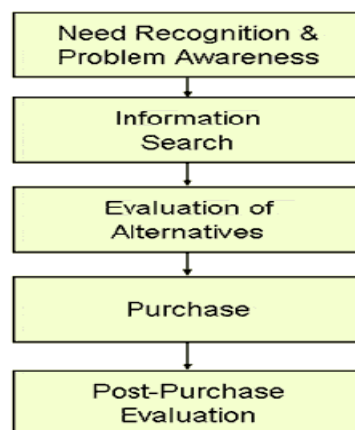 Need Recognition &
Problem Awareness
Information
Search
Evaluation of
Alternatives
Purchase
Post-Purchase
Evaluation